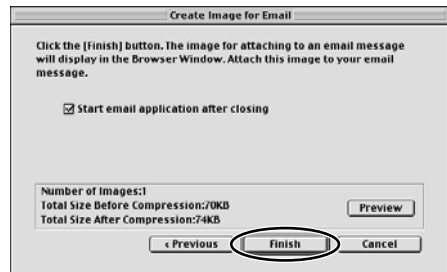 Create Image for Email
Click the [Finish] button. The image for attaching to an email message
will display in the Browser Window. Attach this image to your email
message.
Start email application after closing
Number of Images:1
Total Size Before Compression:70KB
Total Size After Compression:74KB
Preview
‹ Previous
Finish
Cancel